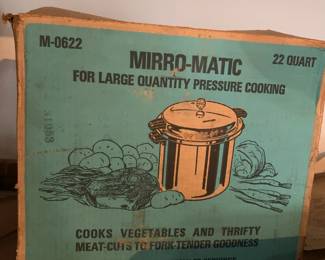 M-0622
MIRRO-MATIC
22 QUART
FOR LARGE QUANTITY PRESSURE COOKING
COOKS VEGETABLES AND THRIFTY
MEAT-CUTS TO FORK-TENDER GOODNESS